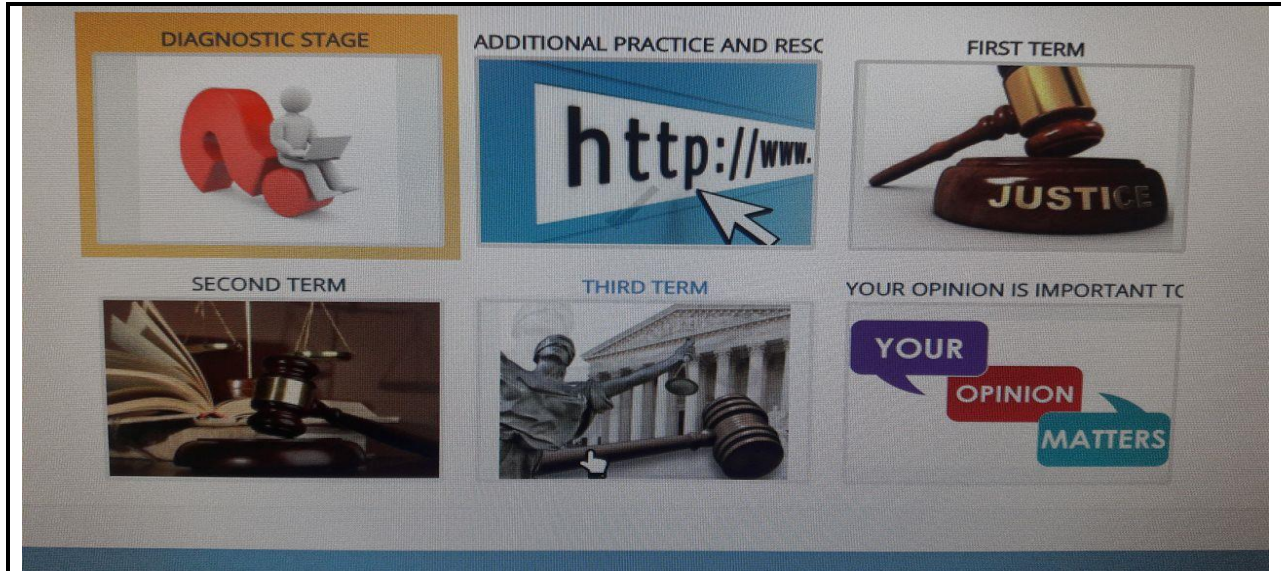 DIAGNOSTIC STAGE
ADDITIONAL PRACTICE AND RESC
FIRST TERM
http://www.
JUSTICE
SECOND TERM
THIRD TERM
YOUR OPINION IS IMPORTANT TO
YOUR
OPINION
MATTERS